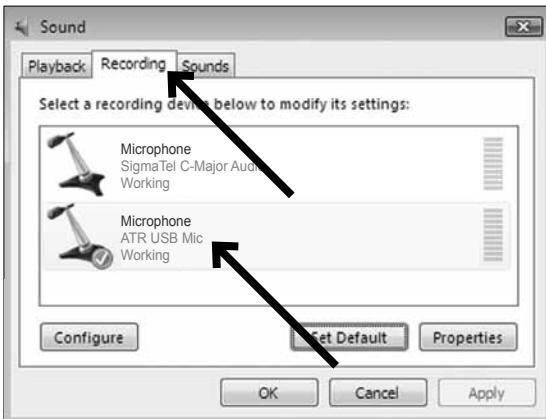 Sound
Playback Recording Sounds
Select a recording device below to modify its settings:
Microphone
SigmaTel C-Major Audio
Working
Microphone
ATR USB Mic
Working
Configure Set Default Properties
OK Cancel Apply